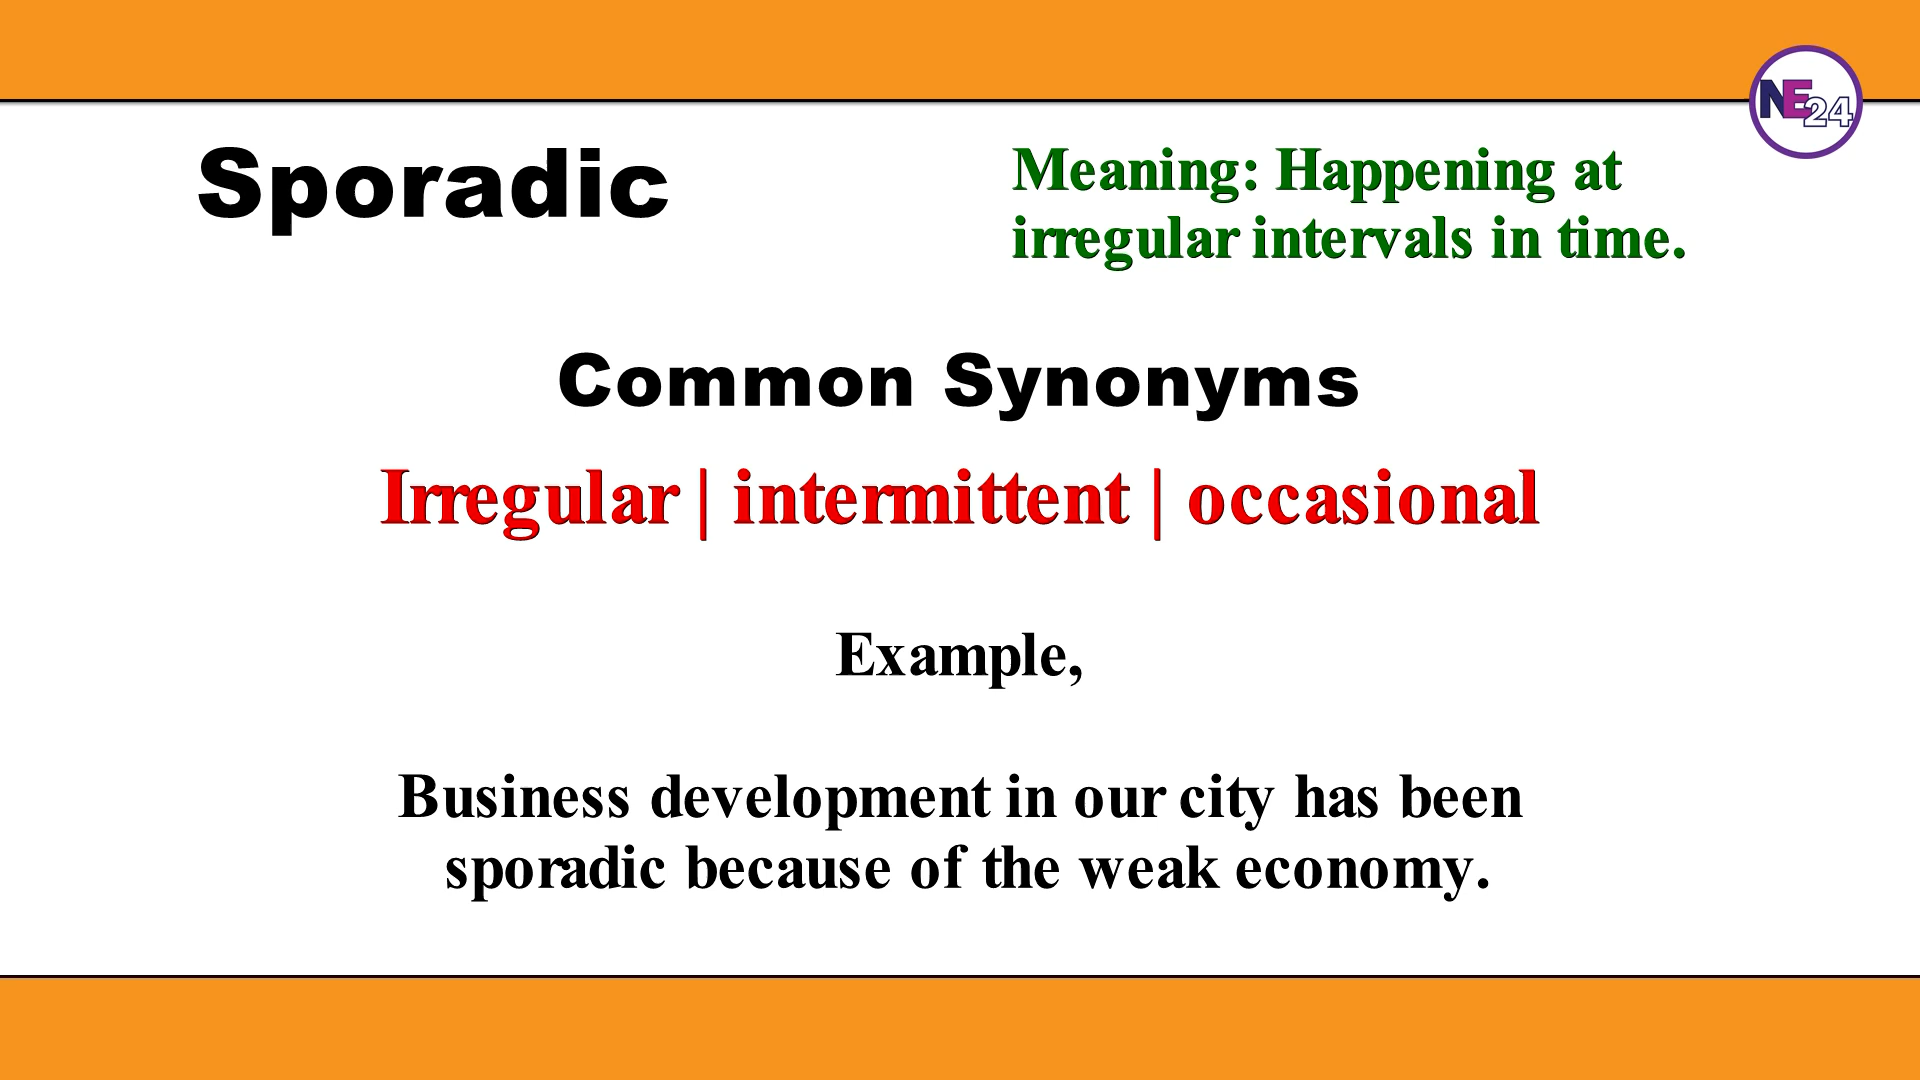 NE24
Sporadic
Meaning: Happening at
irregular intervals in time.
Common Synonyms
Irregular | intermittent | occasional
Example,
Business development in our city has been
sporadic because of the weak economy.